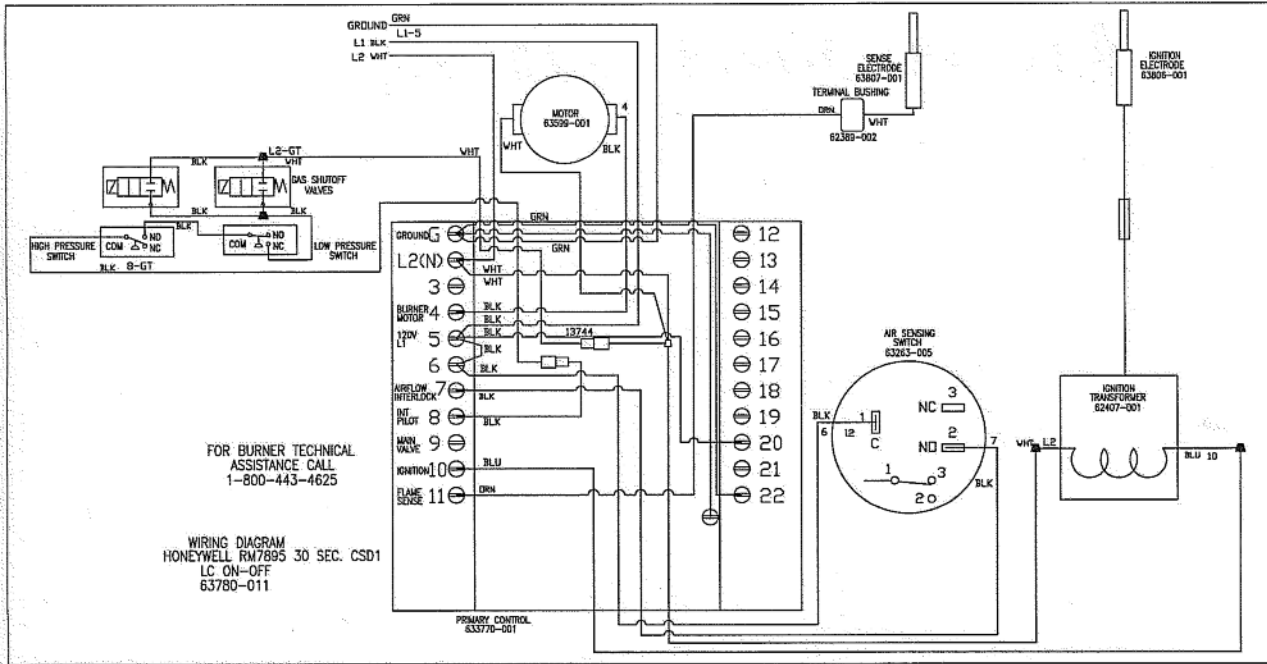 GROUND GRN
L1-5
L1 BLK
L2 WHT
MOTOR
63599-001
WHT
4
BLK
SENSE
ELECTRODE
63807-001
TERMINAL BUSHING
ORN
WHT
62389-002
IGNITION
ELECTRODE
63806-001
L2-GT
BLK
WHT
WHT
GAS SHUTOFF
VALVES
BLK
BLK
BLK
HIGH PRESSURE
SWITCH
COM
NO
NC
COM
NO
NC
LOW PRESSURE
SWITCH
BLK 8-GT
GROUND G
GRN
GRN
L2(N)
WHT
WHT
3
BURNER
MOTOR 4
BLK
BLK
120V
L1 5
BLK
BLK
13744
6
BLK
AIRFLOW
INTERLOCK 7
BLK
INT
PILOT 8
BLK
MAIN
VALVE 9
IGNITION 10
BLU
FLAME
SENSE 11
ORN
12
13
14
15
16
17
18
19
20
21
22
AIR SENSING
SWITCH
63263-005
3
NC
BLK
6
12
1
C
2
NO
7
BLK
1
3
2
IGNITION
TRANSFORMER
62407-001
WHT L2
BLU 10
FOR BURNER TECHNICAL
ASSISTANCE CALL
1-800-443-4625
WIRING DIAGRAM
HONEYWELL RM7895 30 SEC. CSD1
LC ON-OFF
63780-011
PRIMARY CONTROL
633770-001